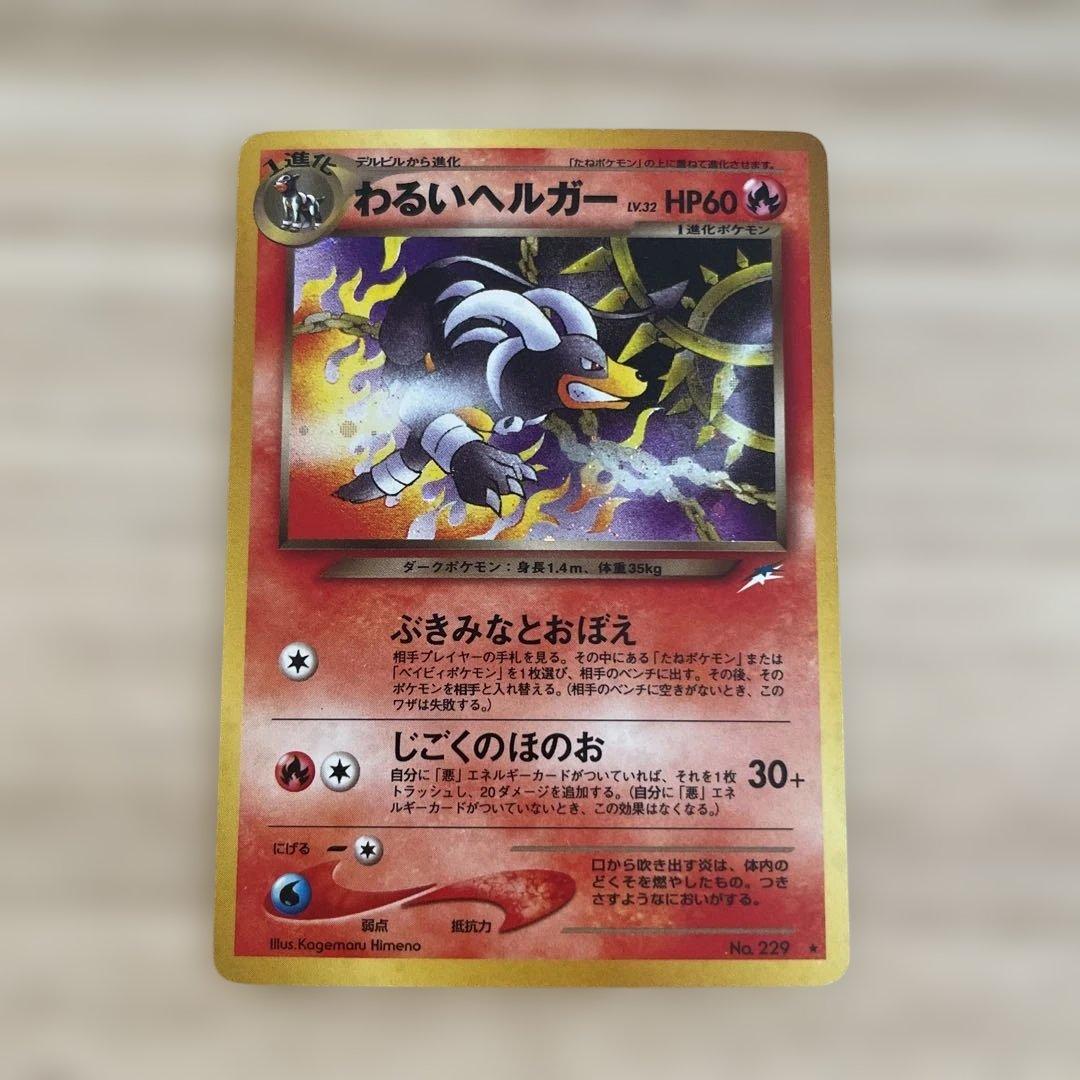 1進化
デルビルから進化
「たねポケモン」の上に重ねて進化させます。
わるいヘルガー LV.32 HP60
1進化ポケモン
ダークポケモン：身長1.4m、体重35kg
ぶきみなとおぼえ
相手プレイヤーの手札を見る。その中にある「たねポケモン」または
「ベイビィポケモン」を1枚選び、相手のベンチに出す。その後、その
ポケモンを相手と入れ替える。（相手のベンチに空きがないとき、この
ワザは失敗する。）
じごくのほのお 30+
自分に「悪」エネルギーカードがついていれば、それを1枚
トラッシュし、20ダメージを追加する。（自分に「悪」エネ
ルギーカードがついていないとき、この効果はなくなる。）
にげる
弱点
抵抗力
口から吹き出す炎は、体内の
どくそを燃やしたもの。つき
さすようなにおいがする。
Illus.Kagemaru Himeno
No. 229 ★